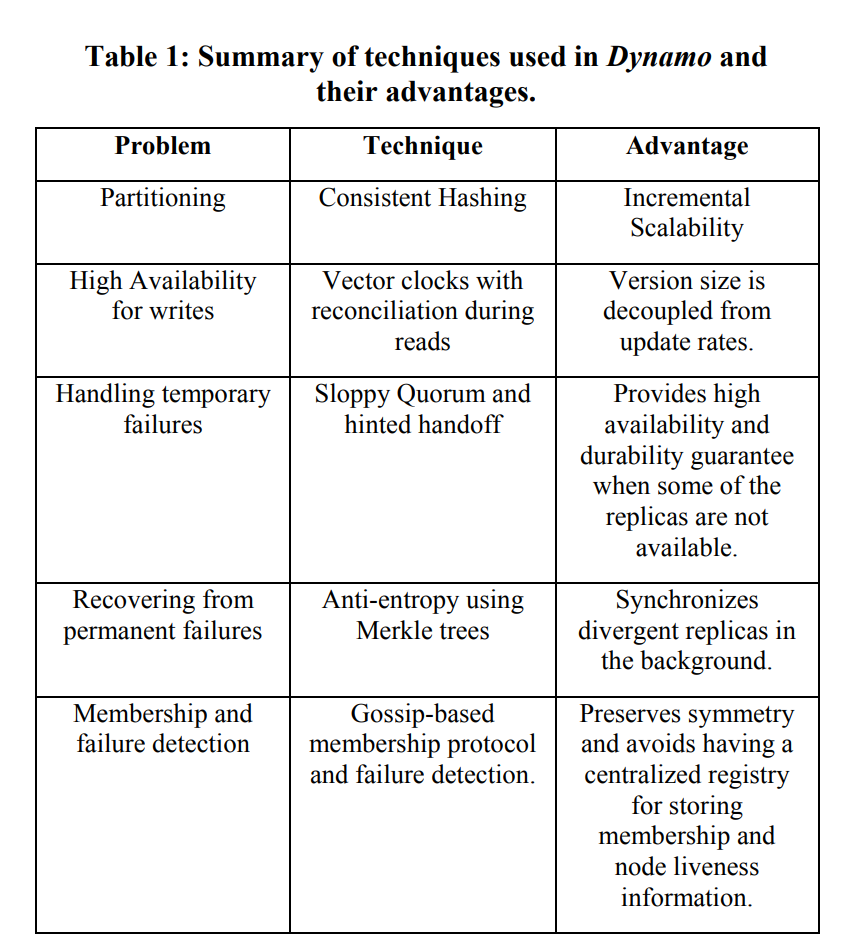 Table 1: Summary of techniques used in Dynamo and
their advantages.
Problem
Technique
Advantage
Partitioning
Consistent Hashing
Incremental
Scalability
High Availability
for writes
Vector clocks with
reconciliation during
reads
Version size is
decoupled from
update rates.
Handling temporary
failures
Sloppy Quorum and
hinted handoff
Provides high
availability and
durability guarantee
when some of the
replicas are not
available.
Recovering from
permanent failures
Anti-entropy using
Merkle trees
Synchronizes
divergent replicas in
the background.
Membership and
failure detection
Gossip-based
membership protocol
and failure detection.
Preserves symmetry
and avoids having a
centralized registry
for storing
membership and
node liveness
information.